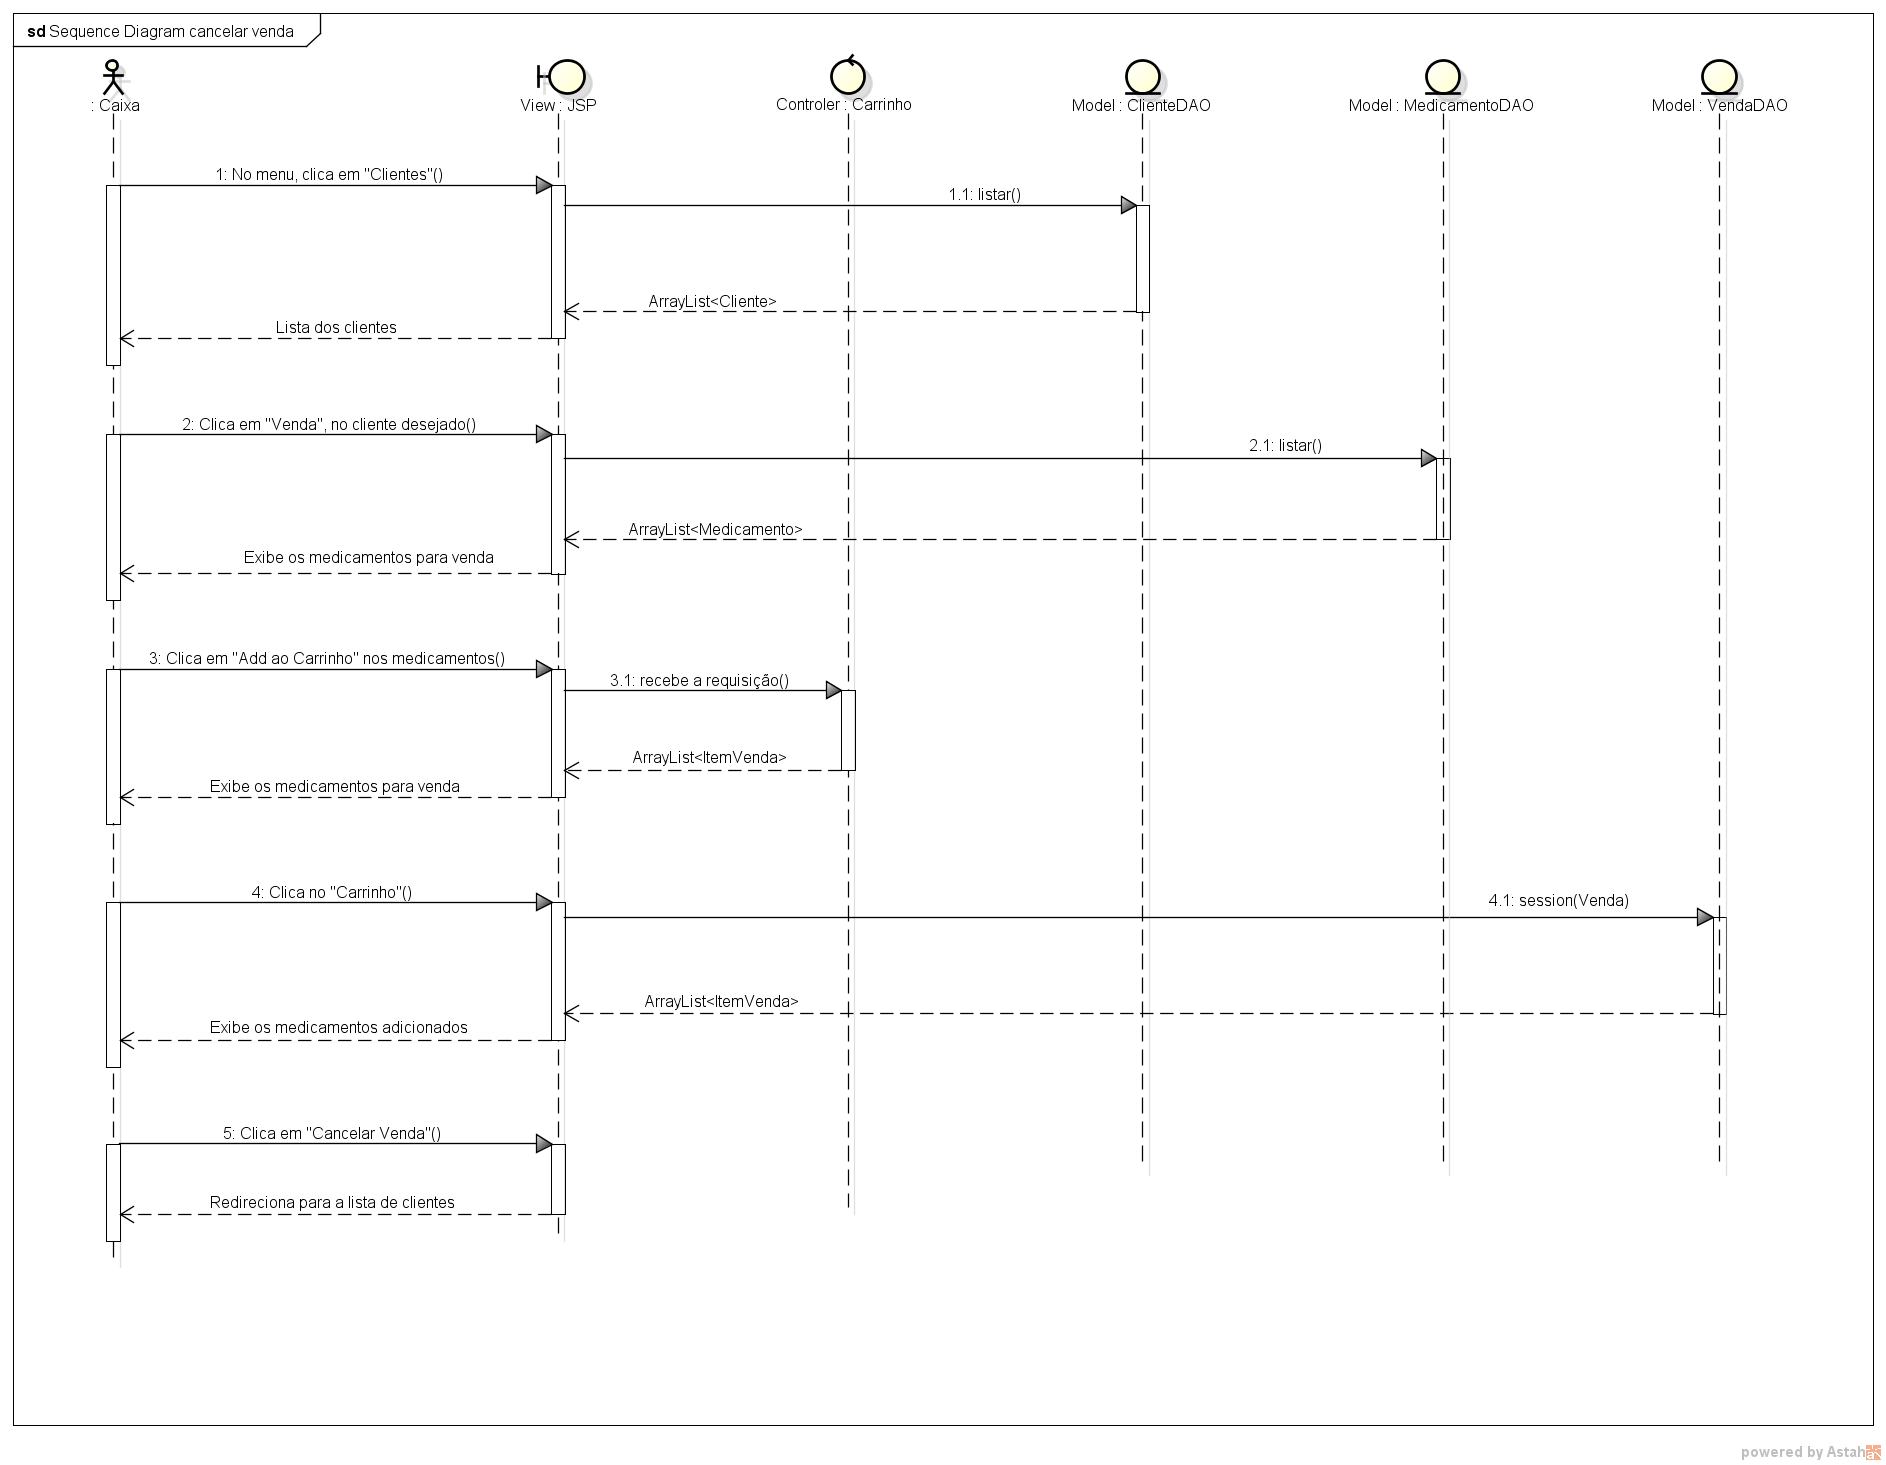 sd Sequence Diagram cancelar venda
: Caixa
View : JSP
Controler : Carrinho
Model : ClienteDAO
Model : MedicamentoDAO
Model : VendaDAO
1: No menu, clica em "Clientes"()
1.1: listar()
ArrayList<Cliente>
Lista dos clientes
2: Clica em "Venda", no cliente desejado()
2.1: listar()
ArrayList<Medicamento>
Exibe os medicamentos para venda
3: Clica em "Add ao Carrinho" nos medicamentos()
3.1: recebe a requisição()
ArrayList<ItemVenda>
Exibe os medicamentos para venda
4: Clica no "Carrinho"()
4.1: session(Venda)
ArrayList<ItemVenda>
Exibe os medicamentos adicionados
5: Clica em "Cancelar Venda"()
Redireciona para a lista de clientes
powered by Astah